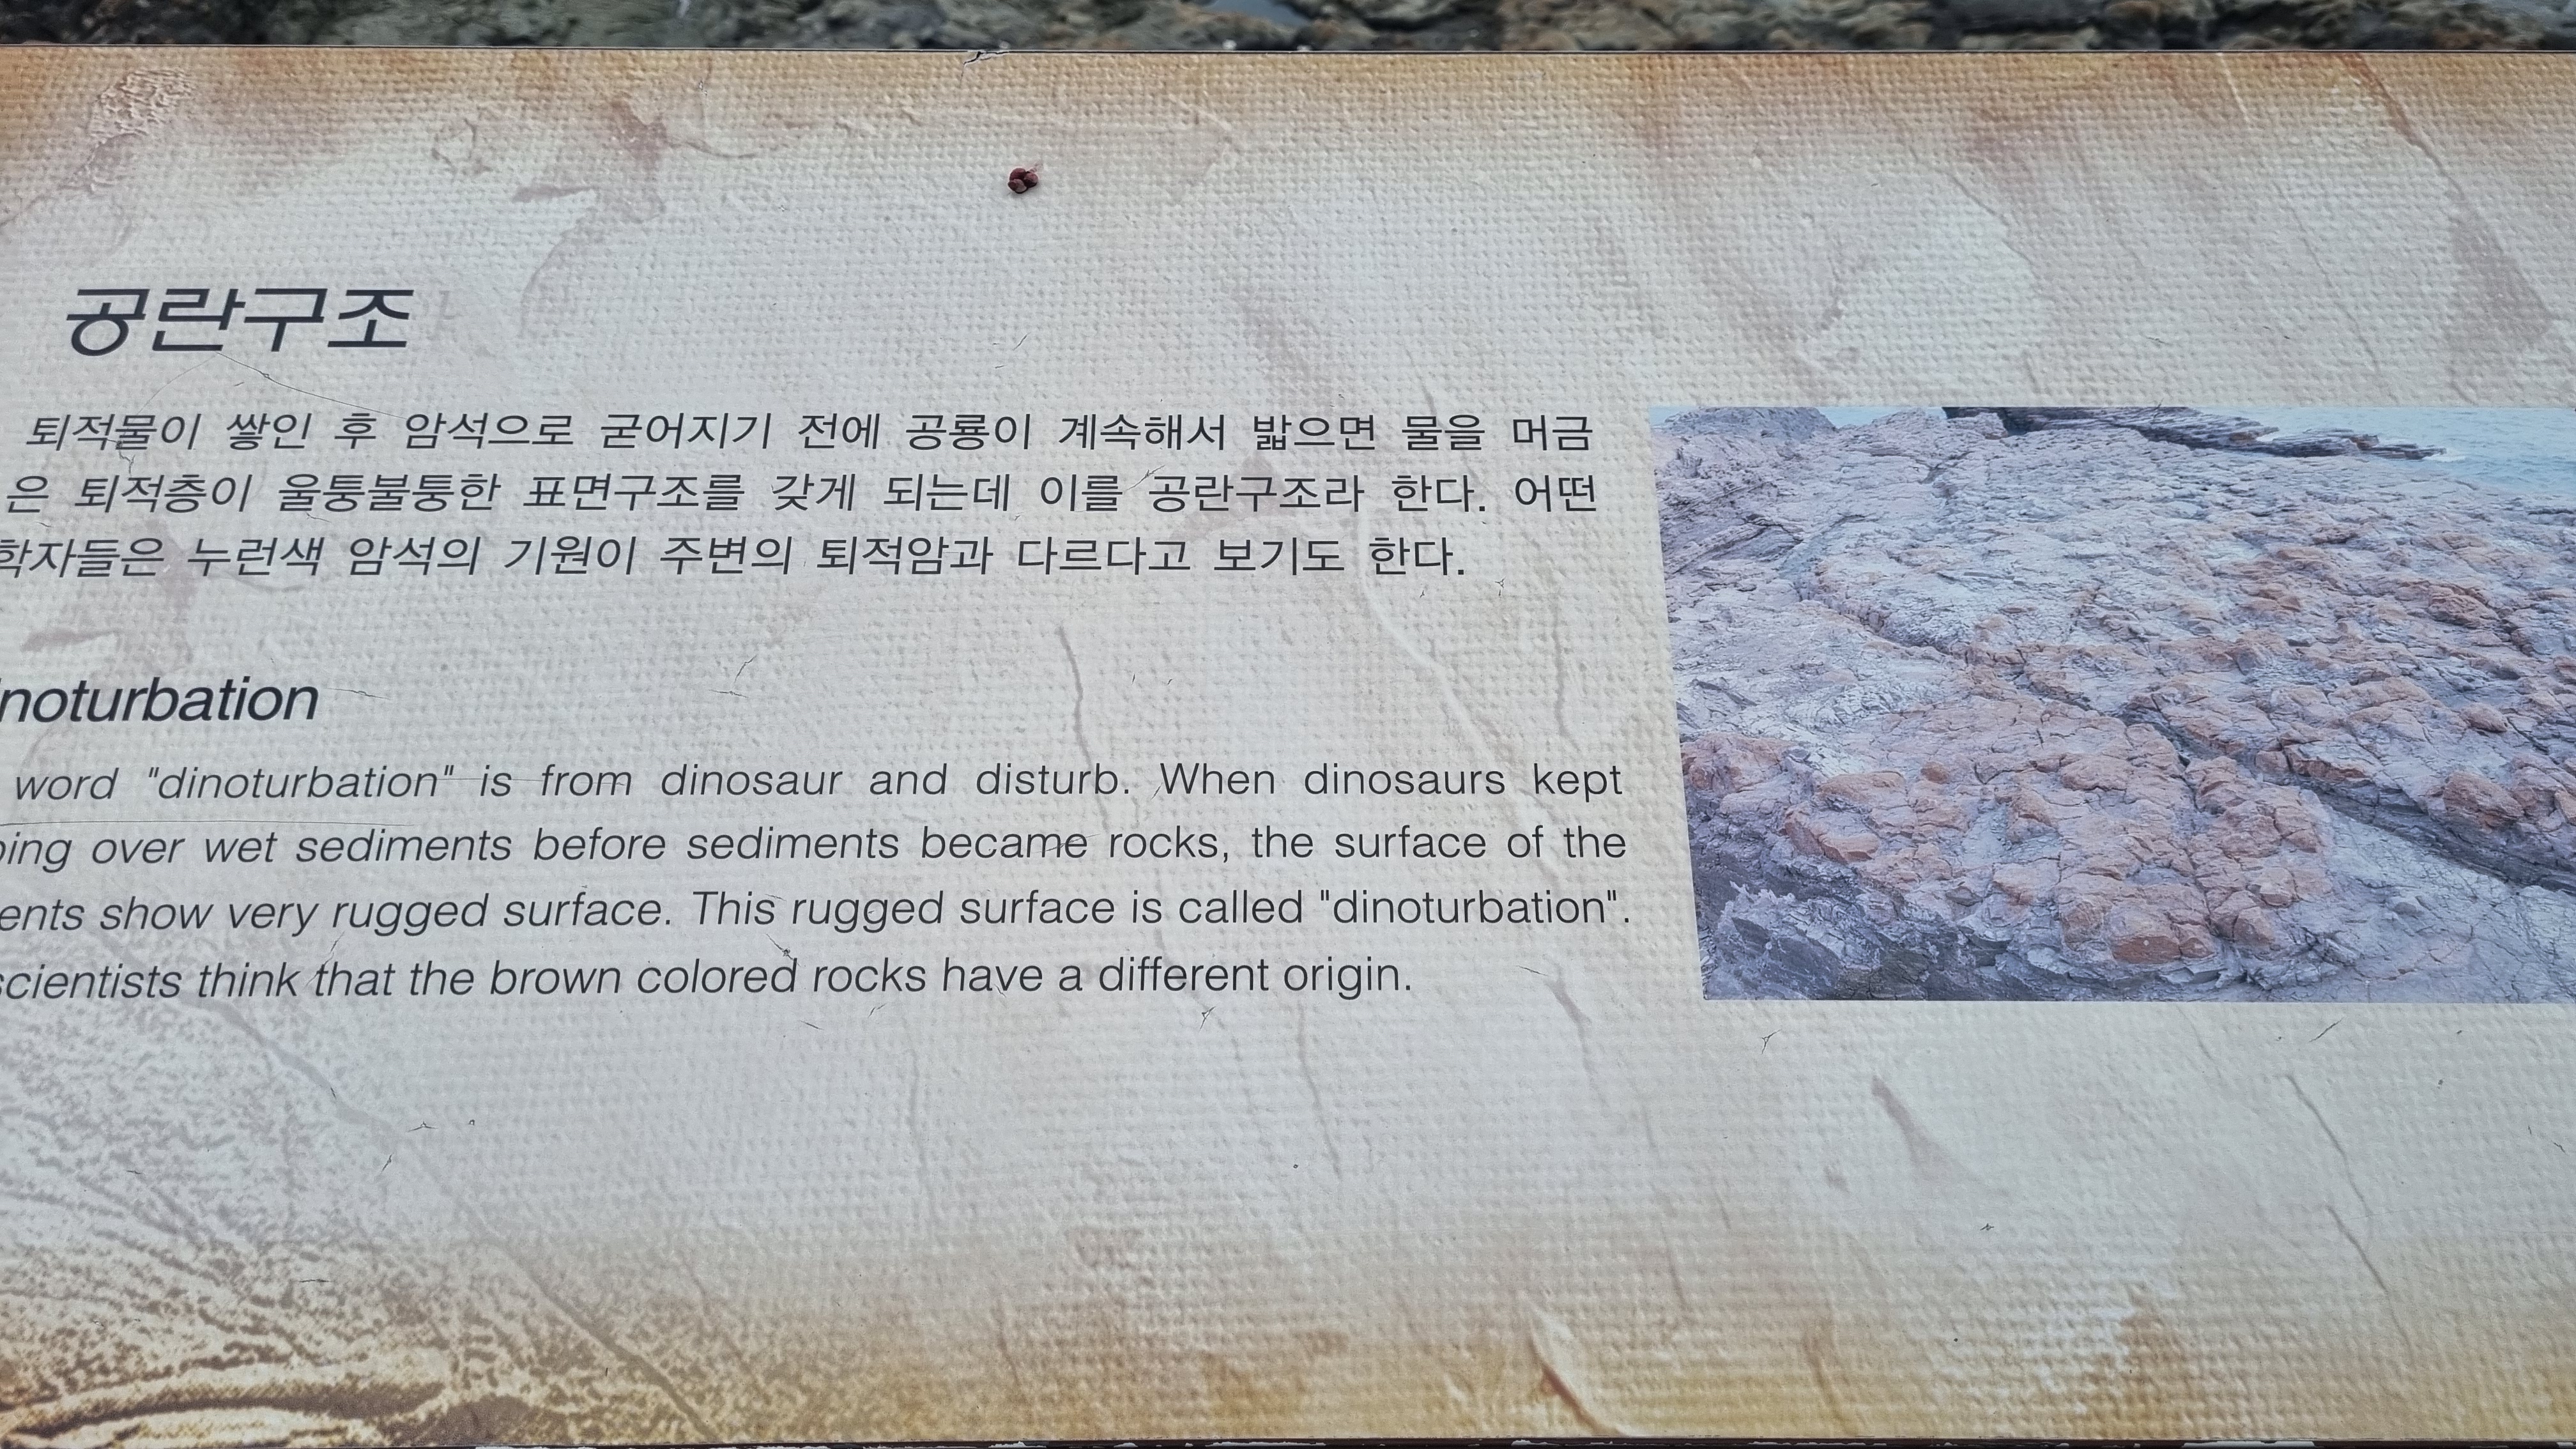 공란구조
퇴적물이 쌓인 후 암석으로 굳어지기 전에 공룡이 계속해서 밟으면 물을 머금
은 퇴적층이 울퉁불퉁한 표면구조를 갖게 되는데 이를 공란구조라 한다. 어떤
학자들은 누런색 암석의 기원이 주변의 퇴적암과 다르다고 보기도 한다.
noturbation
word "dinoturbation" is from dinosaur and disturb. When dinosaurs kept
ping over wet sediments before sediments became rocks, the surface of the
ents show very rugged surface. This rugged surface is called "dinoturbation".
scientists think that the brown colored rocks have a different origin.